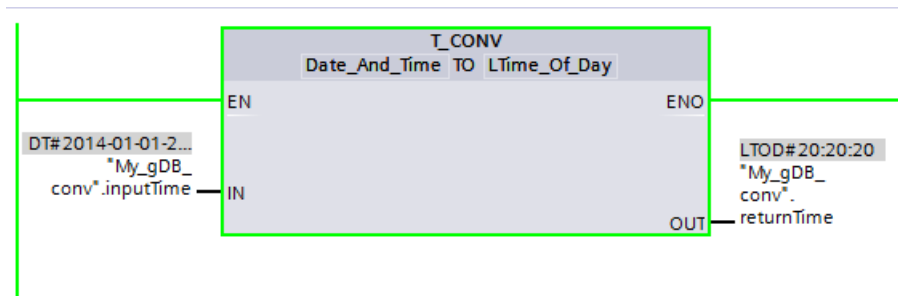 T_CONV
Date_And_Time TO LTime_Of_Day
EN
ENO
DT#2014-01-01-2...
"My_gDB_
conv".inputTime
IN
LTOD#20:20:20
"My_gDB_
conv".
returnTime
OUT